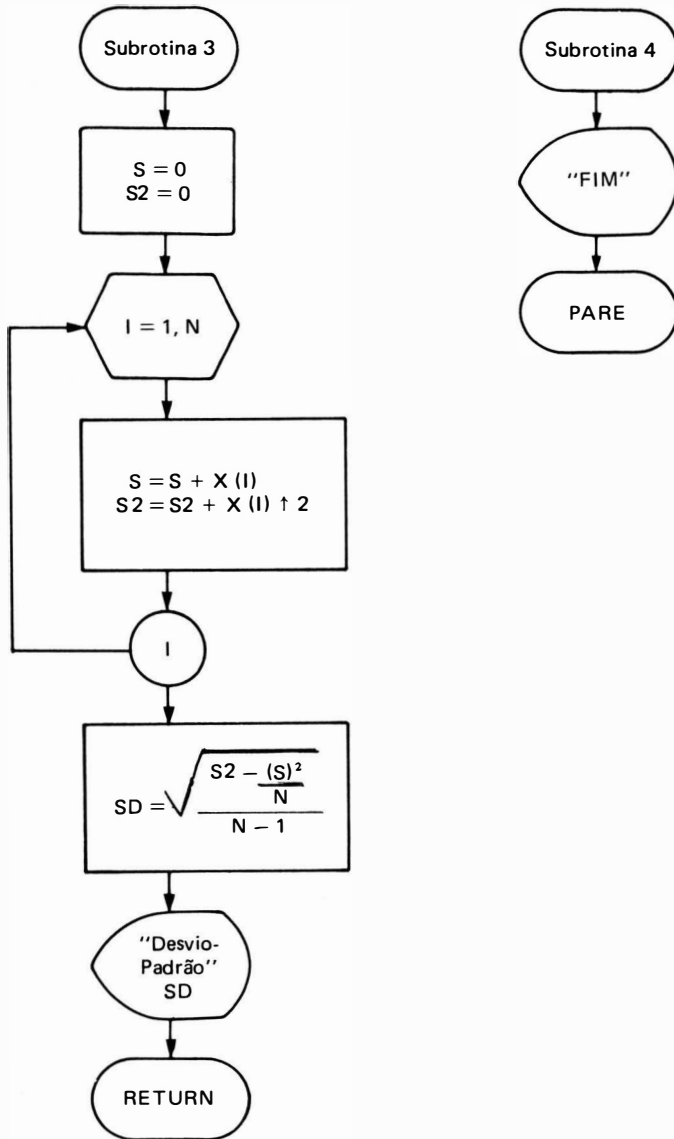 Subrotina 3
S = 0
S2 = 0
I = 1, N
S = S + X (I)
S2 = S2 + X (I) ↑ 2
I
SD = √
S2 – (S)²
N
N – 1
"Desvio-
Padrão"
SD
RETURN
Subrotina 4
"FIM"
PARE